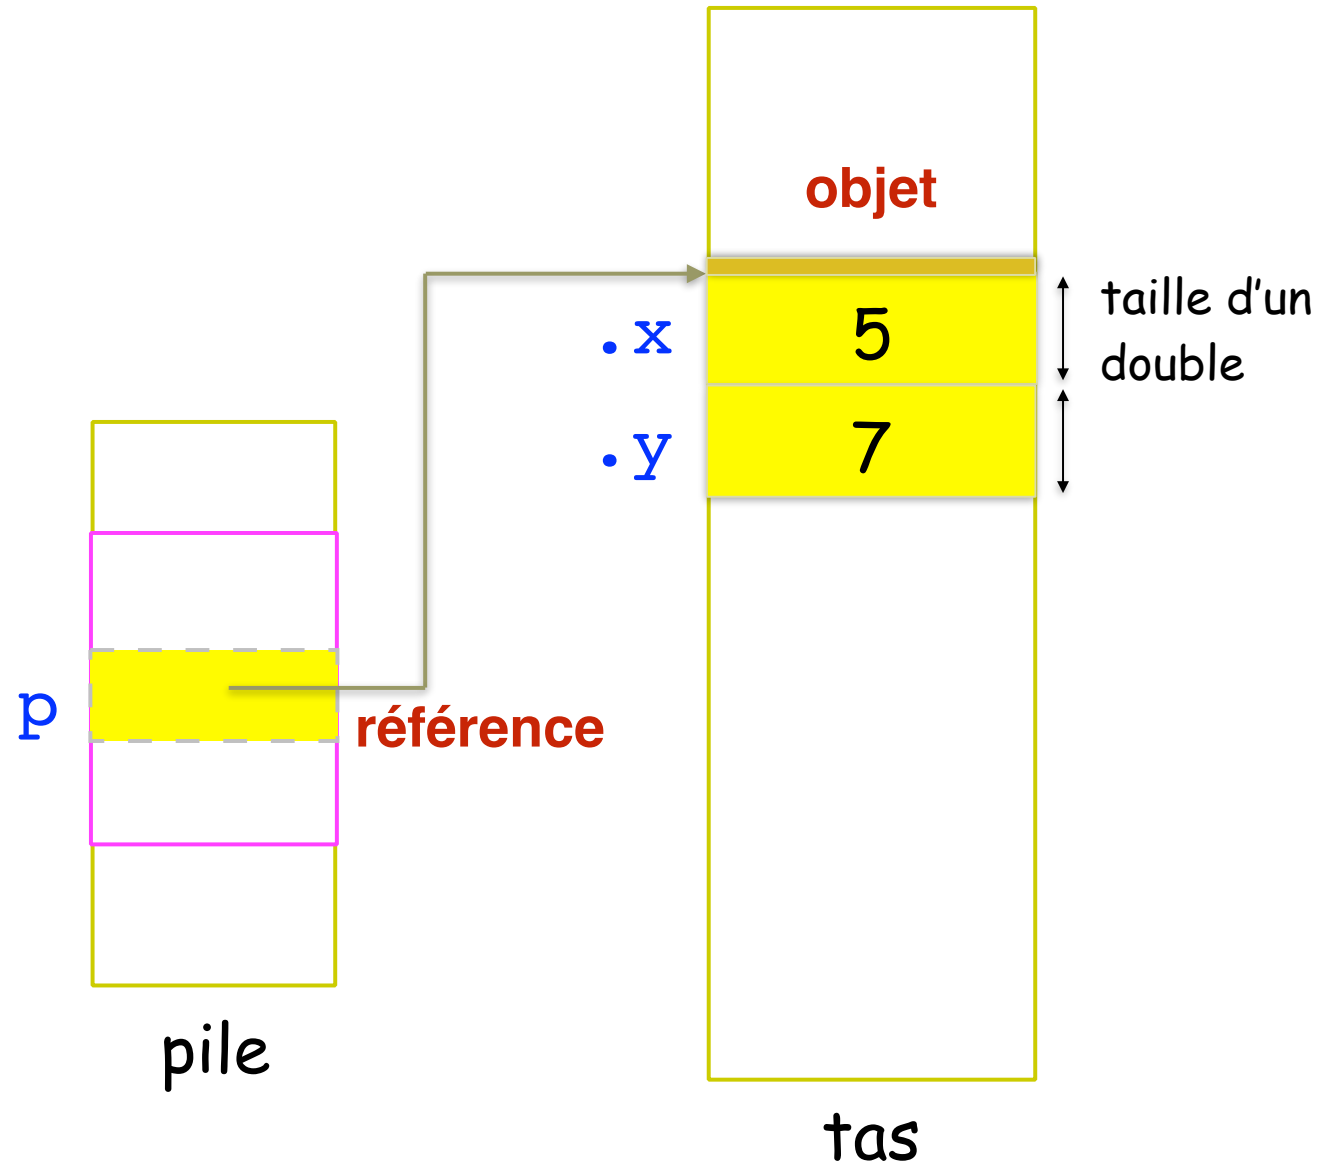 objet
.x
5
taille d'un
double
.y
7
p
référence
pile
tas